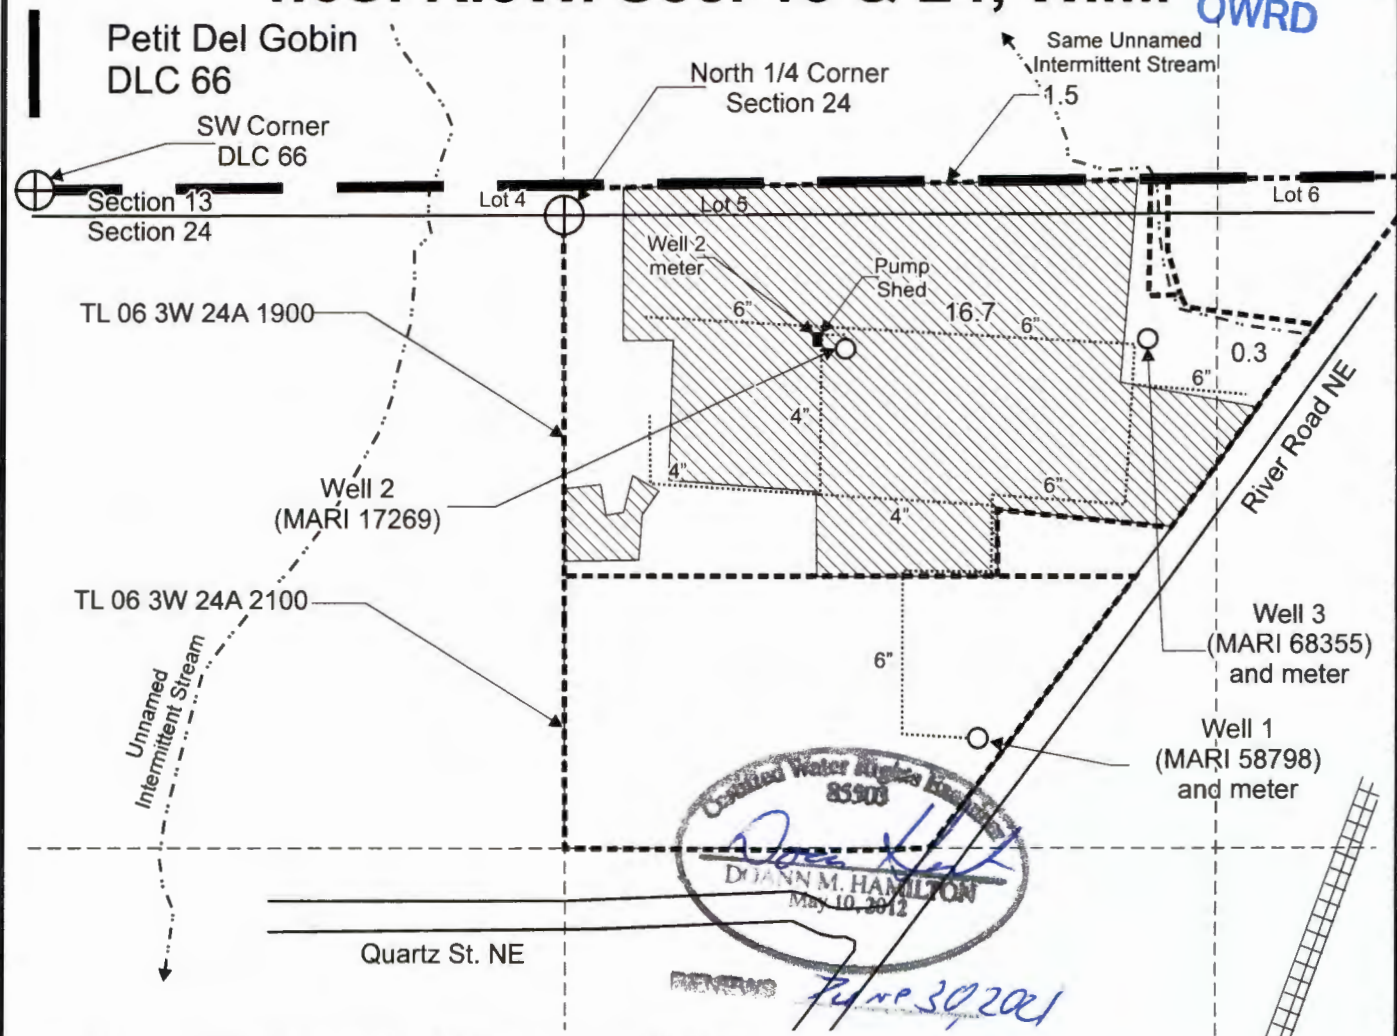 OWRD
Petit Del Gobin
DLC 66
Same Unnamed
Intermittent Stream
North 1/4 Corner
Section 24
1.5
SW Corner
DLC 66
Section 13
Lot 4
Lot 5
Lot 6
Section 24
Well 2
meter
Pump
Shed
TL 06 3W 24A 1900
6"
16.7
6"
0.3
6"
River Road NE
4"
4"
Well 2
(MARI 17269)
6"
4"
TL 06 3W 24A 2100
Well 3
(MARI 68355)
and meter
6"
Unnamed
Intermittent Stream
Well 1
(MARI 58798)
and meter
Certified Water Rights Examiner
85503
DOANN M. HAMILTON
May 10, 2012
Quartz St. NE
RENEWS June 30, 2021